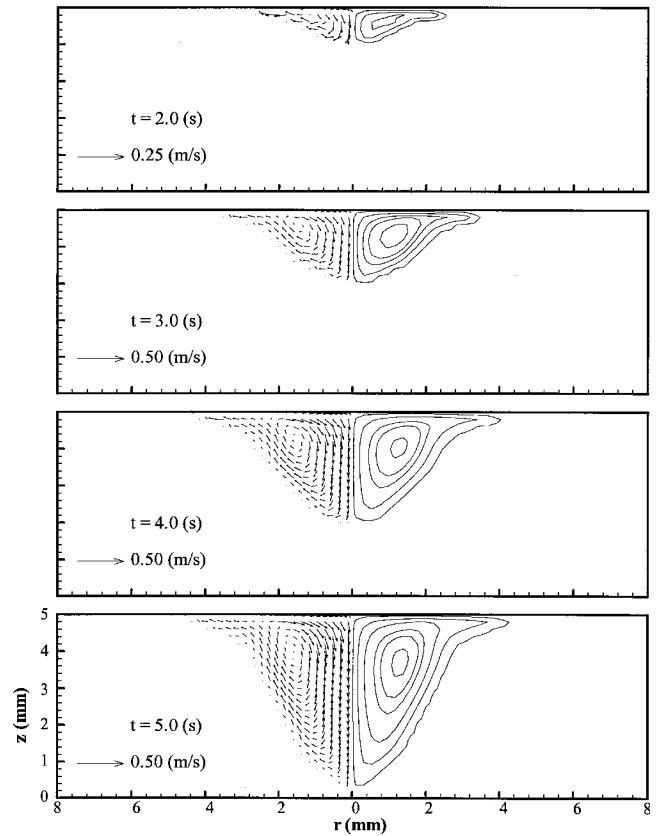 t = 2.0 (s)
0.25 (m/s)
t = 3.0 (s)
0.50 (m/s)
t = 4.0 (s)
0.50 (m/s)
5
4
3
2
1
0
z (mm)
t = 5.0 (s)
0.50 (m/s)
8 6 4 2 0 2 4 6 8
r (mm)